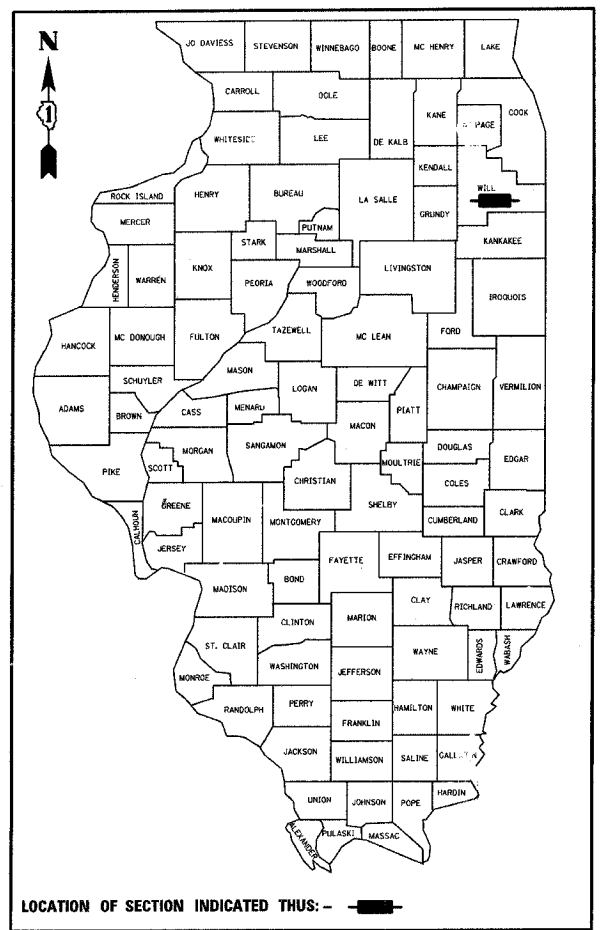 JO DAVIESS STEVENSON WINNEBAGO BOONE MC HENRY LAKE
N
CARROLL OGLE KANE COOK
1
PAGE
WHITESIDE LEE DE KALB
KENDALL
ROCK ISLAND HENRY BUREAU LA SALLE WILL
MERCER PUTNAM GRUNDY
STARK MARSHALL KANKAKEE
HENDERSON WARREN KNOX PEORIA WOODFORD LIVINGSTON
IROQUOIS
HANCOCK MC DONOUGH FULTON TAZEWELL MC LEAN FORD
MASON
SCHUYLER LOGAN DE WITT CHAMPAIGN VERMILION
ADAMS BROWN CASS MENARD PIATT
MACON
MORGAN SANGAMON DOUGLAS
PIKE SCOTT MOULTRIE EDGAR
CHRISTIAN COLES
CALHOUN GREENE MACOUPIN MONTGOMERY SHELBY CLARK
CUMBERLAND
JERSEY
FAYETTE EFFINGHAM JASPER CRAWFORD
MADISON BOND
CLINTON MARION CLAY RICHLAND LAWRENCE
ST. CLAIR WAYNE EDWARDS WABASH
WASHINGTON JEFFERSON
MONROE
RANDOLPH PERRY HAMILTON WHITE
FRANKLIN
JACKSON WILLIAMSON SALINE
UNION JOHNSON POPE HARDIN
ALEXANDER PULASKI MASSAC
LOCATION OF SECTION INDICATED THUS: -